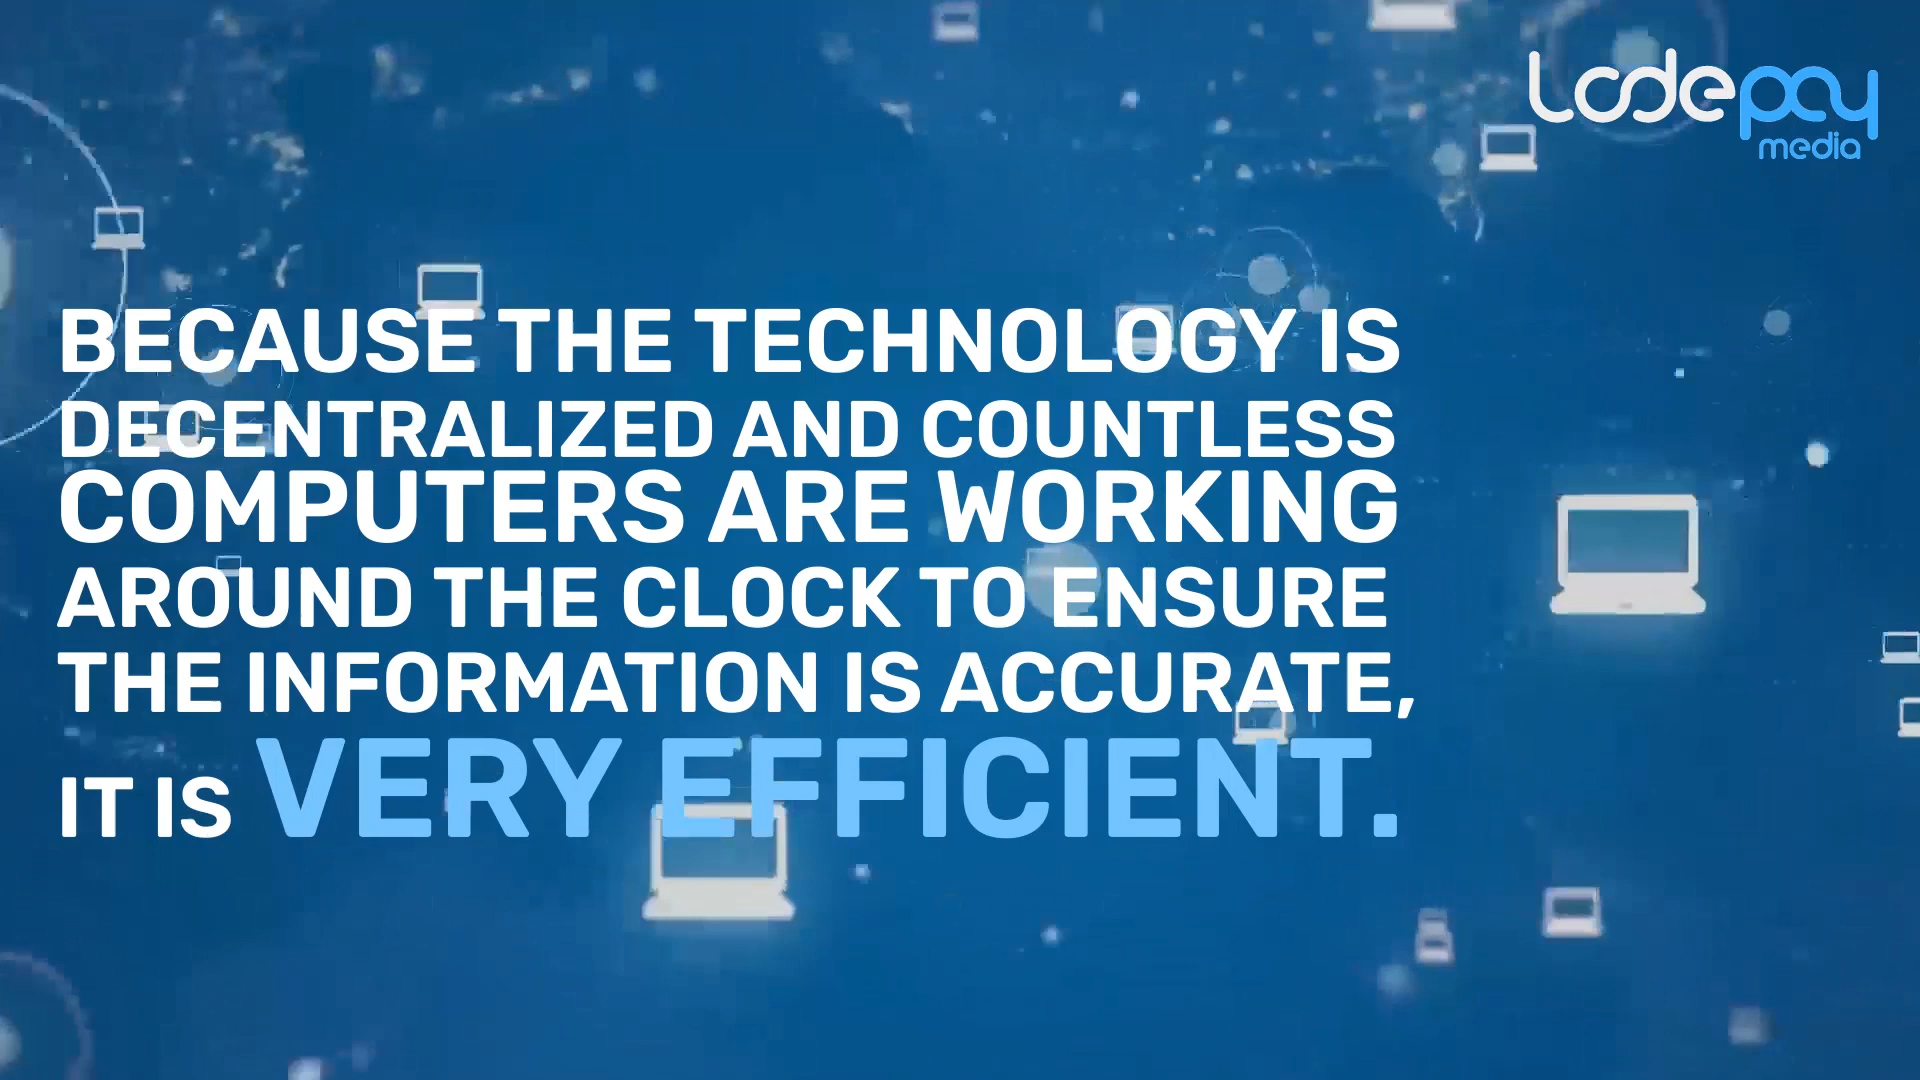 lodepay
media
BECAUSE THE TECHNOLOGY IS
DECENTRALIZED AND COUNTLESS
COMPUTERS ARE WORKING
AROUND THE CLOCK TO ENSURE
THE INFORMATION IS ACCURATE,
IT IS VERY EFFICIENT.